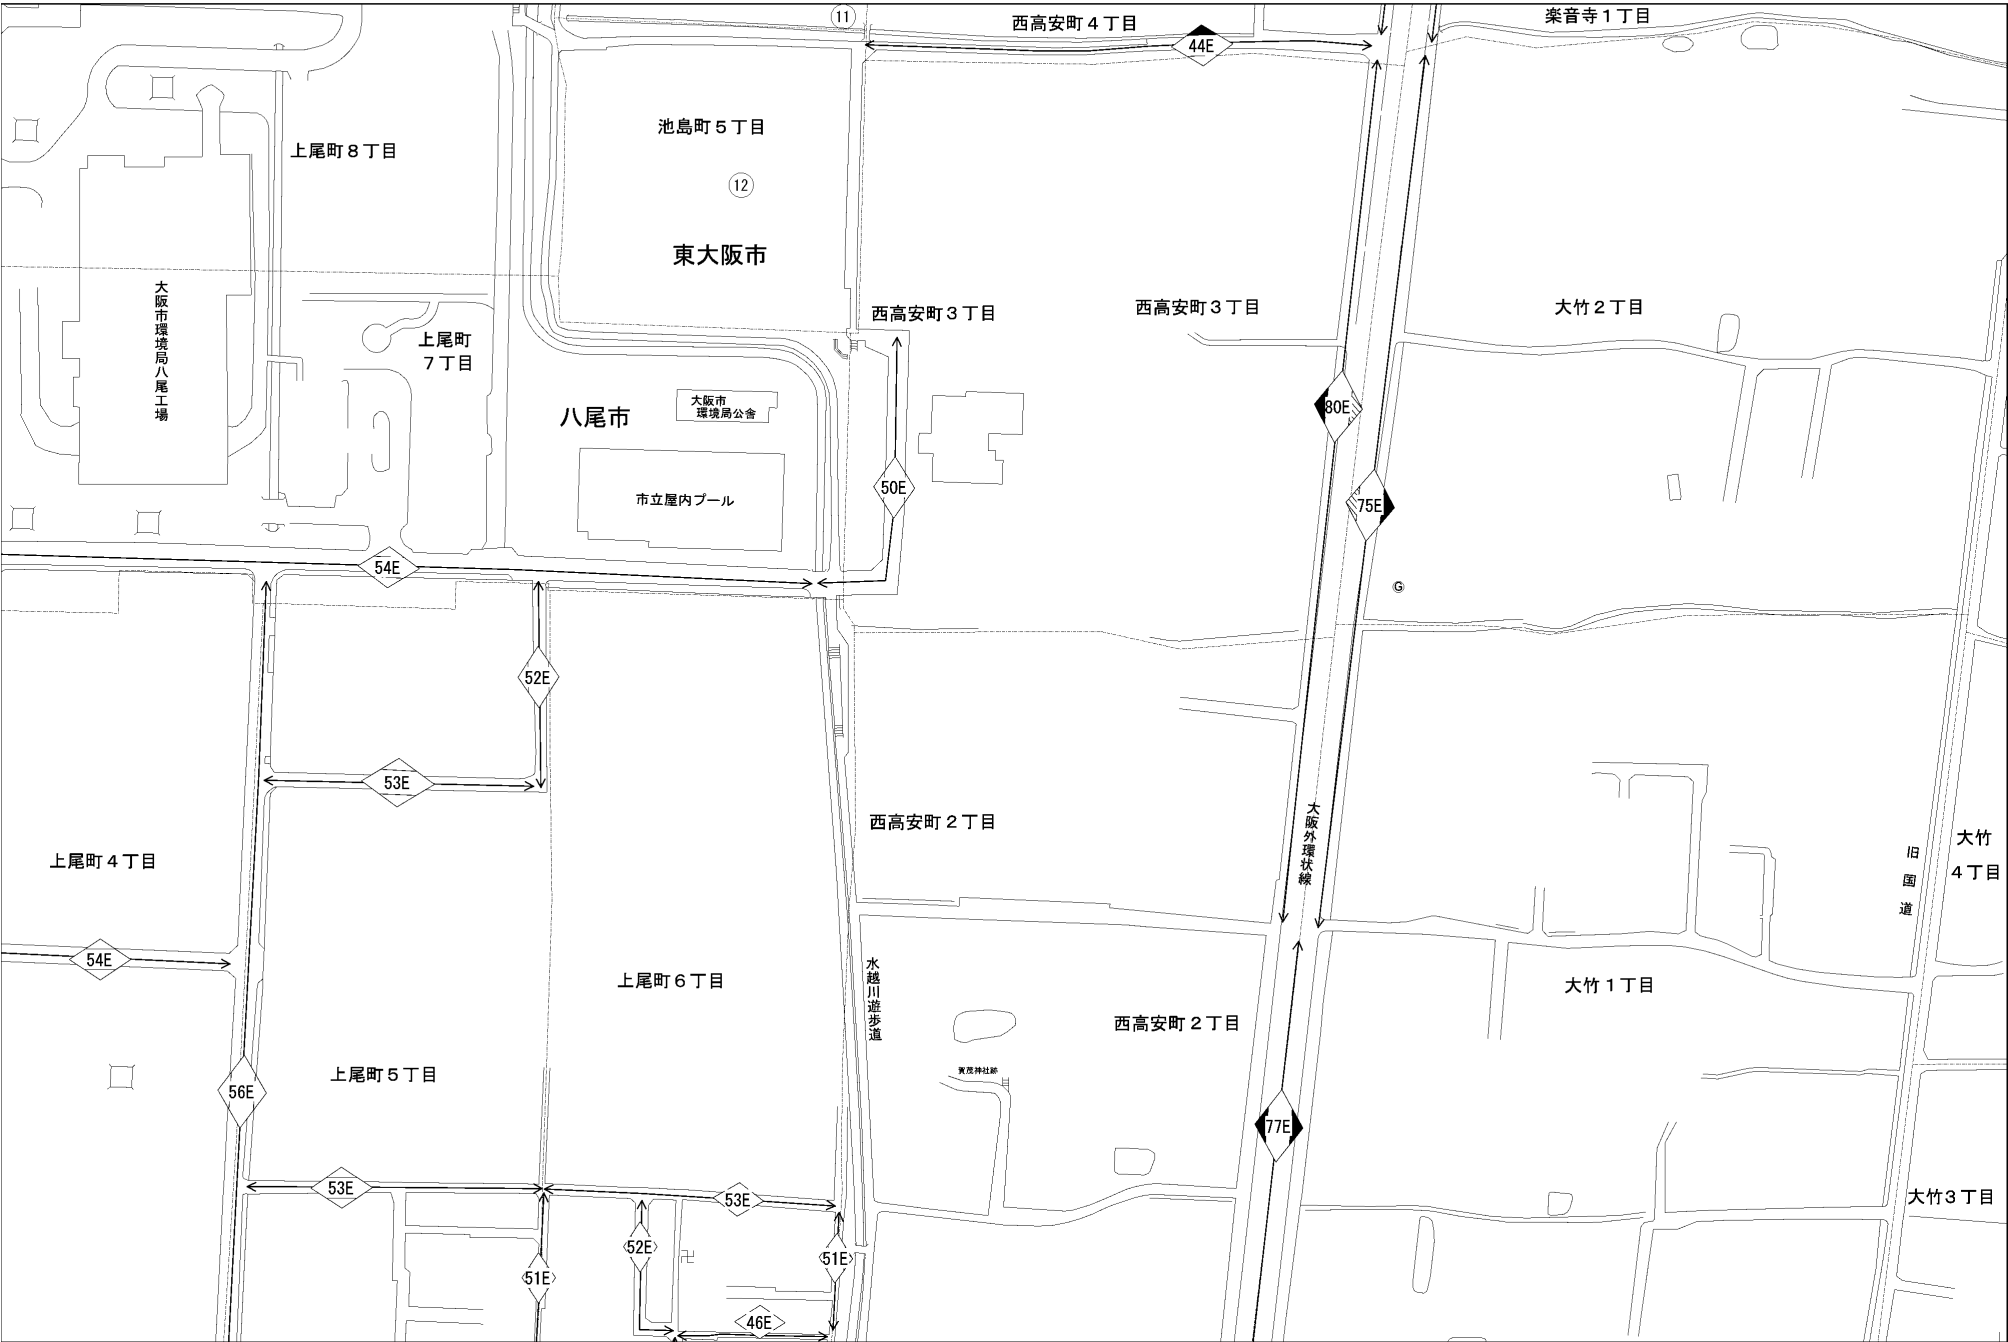 ⑪
西高安町４丁目
楽音寺１丁目
44E
池島町５丁目
上尾町８丁目
⑫
東大阪市
大阪市環境局八尾工場
西高安町３丁目
西高安町３丁目
大竹２丁目
上尾町
７丁目
大阪市
環境局公舎
八尾市
80E
市立屋内プール
50E
75E
54E
G
52E
53E
西高安町２丁目
大阪外環状線
上尾町４丁目
旧国道
大竹
４丁目
54E
上尾町６丁目
水越川遊歩道
大竹１丁目
西高安町２丁目
賀茂神社跡
上尾町５丁目
56E
77E
53E
53E
大竹３丁目
52E
卍
51E
51E
46E